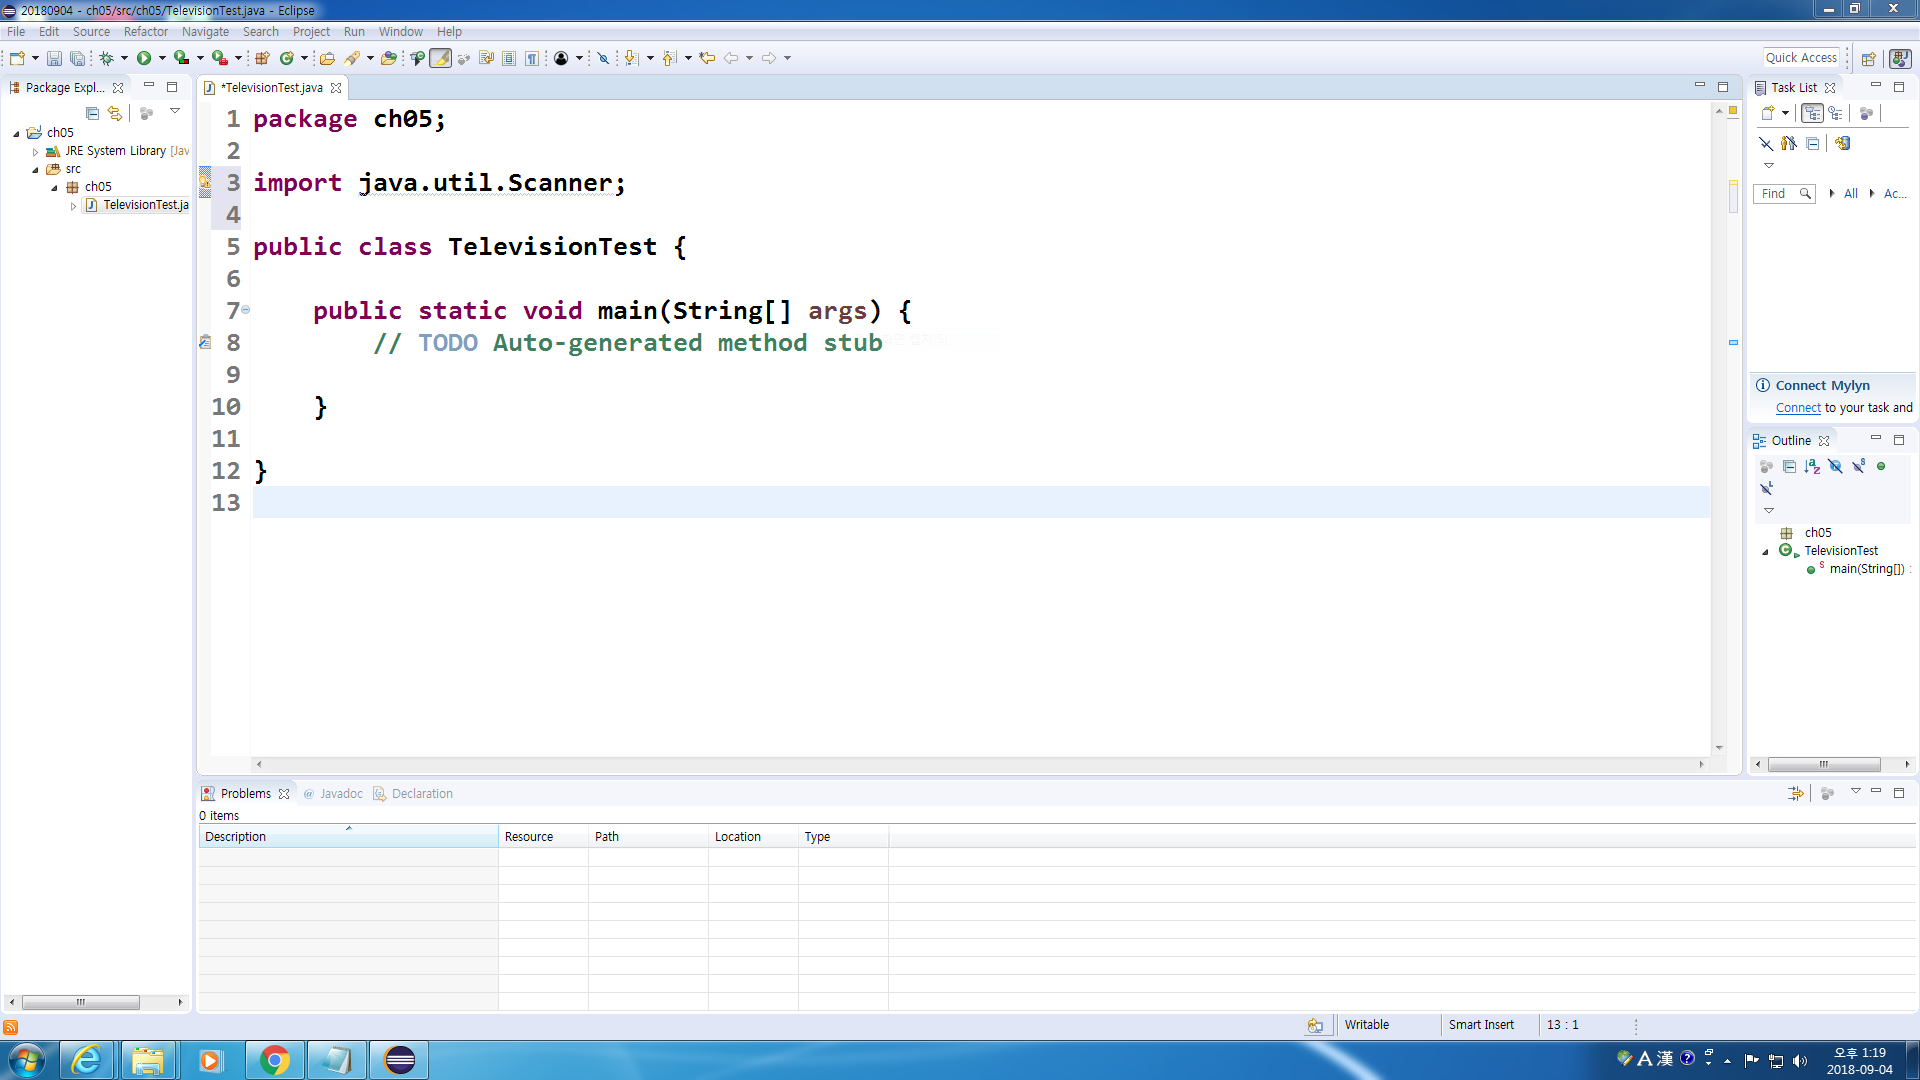 20180904 - ch05/src/ch05/TelevisionTest.java - Eclipse
File Edit Source Refactor Navigate Search Project Run Window Help
Quick Access
Package Expl...
ch05
JRE System Library [Jav
src
ch05
TelevisionTest.ja
*TelevisionTest.java
1 package ch05;
2
3 import java.util.Scanner;
4
5 public class TelevisionTest {
6
7 public static void main(String[] args) {
8 // TODO Auto-generated method stub
9
10 }
11
12 }
13
Task List
Find All Ac...
Connect Mylyn
Connect to your task and
Outline
ch05
TelevisionTest
main(String[]) :
Problems @ Javadoc Declaration
0 items
Description Resource Path Location Type
Writable Smart Insert 13 : 1
A 漢
오후 1:19
2018-09-04